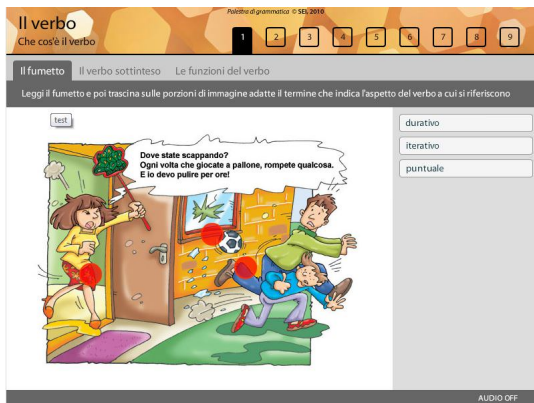 Palestra di grammatica © SEI, 2010
Il verbo
Che cos'è il verbo
1 2 3 4 5 6 7 8 9
Il fumetto Il verbo sottinteso Le funzioni del verbo
Leggi il fumetto e poi trascina sulle porzioni di immagine adatte il termine che indica l'aspetto del verbo a cui si riferiscono
test
Dove state scappando?
Ogni volta che giocate a pallone, rompete qualcosa.
E io devo pulire per ore!
durativo
iterativo
puntuale
AUDIO OFF